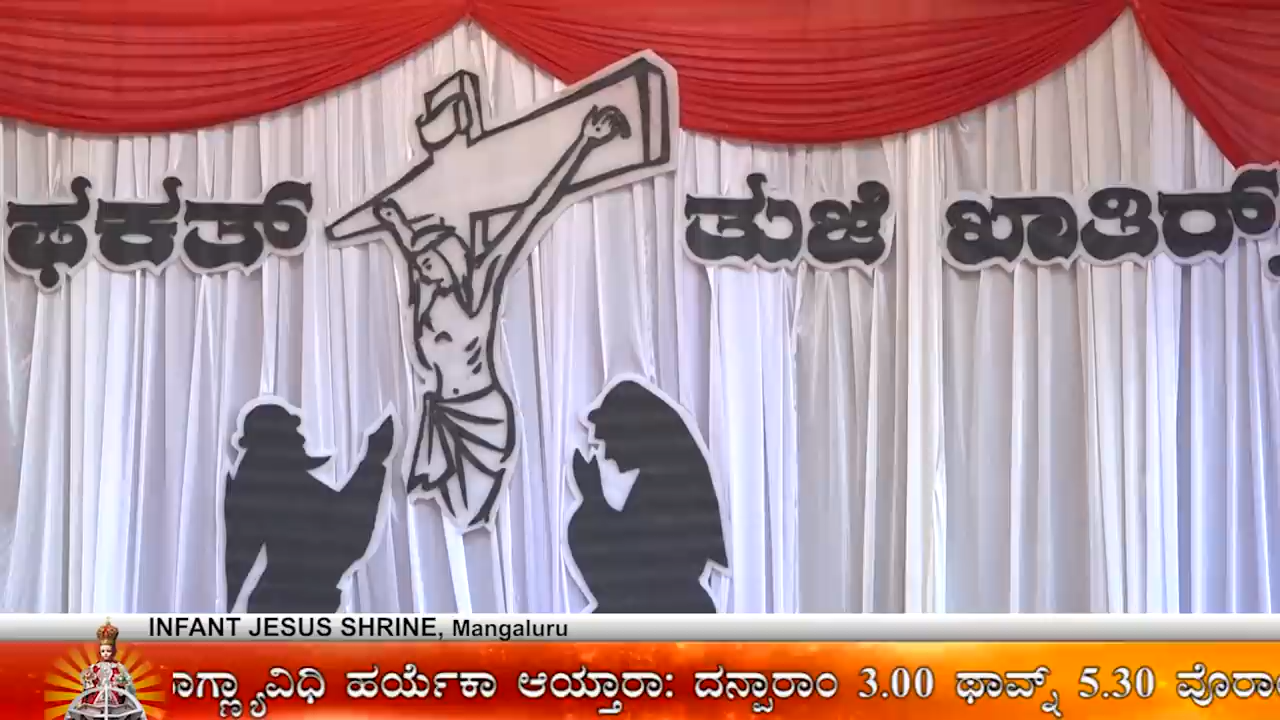 ಫಕತ್ ತುಜೆ ಖಾತಿರ್
INFANT JESUS SHRINE, Mangaluru
ಹರ್ಯೆಕಾ ಆಯ್ತಾರಾ: ದನ್ಪಾರಾಂ 3.00 ಥಾವ್ನ್ 5.30